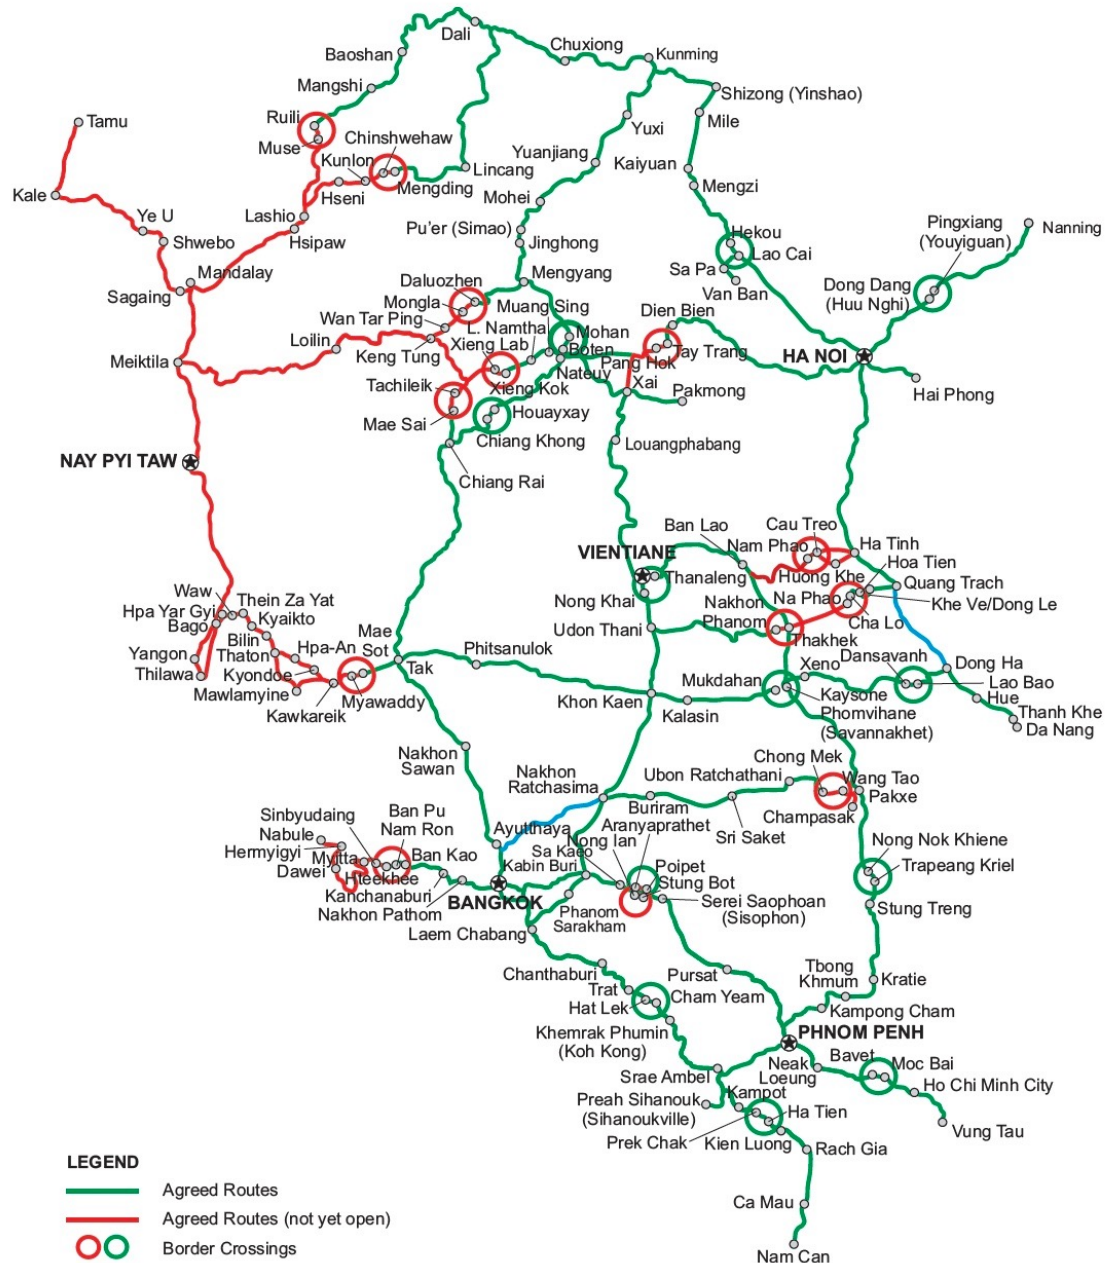 Dali
Baoshan
Chuxiong
Kunming
Mangshi
Shizong (Yinshao)
Ruili
Tamu
Mile
Yuxi
Muse
Chinshwehaw
Kunlon
Yuanjiang
Kaiyuan
Lincang
Mengding
Hseni
Mengzi
Kale
Mohei
Lashio
Ye U
Pu'er (Simao)
Pingxiang
(Youyiguan)
Nanning
Hekou
Hsipaw
Shwebo
Jinghong
Lao Cai
Sa Pa
Mandalay
Daluozhen
Mengyang
Dong Dang
(Huu Nghi)
Van Ban
Sagaing
Mongla
Muang Sing
Dien Bien
Wan Tar Ping
L. Namtha
Mohan
Loilin
Keng Tung
Xieng Lab
Boten
Tay Trang
HA NOI
Meiktila
Pang Hok
Nateuy
Tachileik
Xieng Kok
Xai
Pakmong
Hai Phong
Houayxay
Mae Sai
Chiang Khong
Louangphabang
NAY PYI TAW
Chiang Rai
Ban Lao
Cau Treo
Nam Phao
Ha Tinh
VIENTIANE
Hoa Tien
Thanaleng
Huong Khe
Quang Trach
Waw
Thein Za Yat
Nong Khai
Nakhon
Phanom
Na Phao
Khe Ve/Dong Le
Hpa Yar Gyi
Kyaikto
Bago
Cha Lo
Bilin
Mae
Sot
Udon Thani
Thakhek
Yangon
Thaton
Hpa-An
Phitsanulok
Dansavanh
Tak
Xeno
Dong Ha
Thilawa
Kyondoe
Mukdahan
Lao Bao
Mawlamyine
Myawaddy
Khon Kaen
Kaysone
Phomvihane
(Savannakhet)
Hue
Kawkareik
Kalasin
Thanh Khe
Da Nang
Nakhon
Sawan
Chong Mek
Nakhon
Ratchasima
Ubon Ratchathani
Wang Tao
Pakxe
Ban Pu
Nam Ron
Sinbyudaing
Buriram
Champasak
Nabule
Ayutthaya
Aranyaprathet
Sri Saket
Hermyigyi
Nong Ian
Nong Nok Khiene
Myitta
Ban Kao
Sa Kaeo
Dawei
Kabin Buri
Poipet
Trapeang Kriel
Hteekhee
Stung Bot
Kanchanaburi
BANGKOK
Serei Saophoan
(Sisophon)
Nakhon Pathom
Phanom
Sarakham
Stung Treng
Laem Chabang
Chanthaburi
Pursat
Tbong
Khmum
Kratie
Trat
Hat Lek
Cham Yeam
Kampong Cham
Khemrak Phumin
(Koh Kong)
PHNOM PENH
Neak
Loeung
Bavet
Moc Bai
Srae Ambel
Ho Chi Minh City
Kampot
Preah Sihanouk
(Sihanoukville)
Ha Tien
Vung Tau
Prek Chak
Kien Luong
Rach Gia
LEGEND
Agreed Routes
Ca Mau
Agreed Routes (not yet open)
Border Crossings
Nam Can